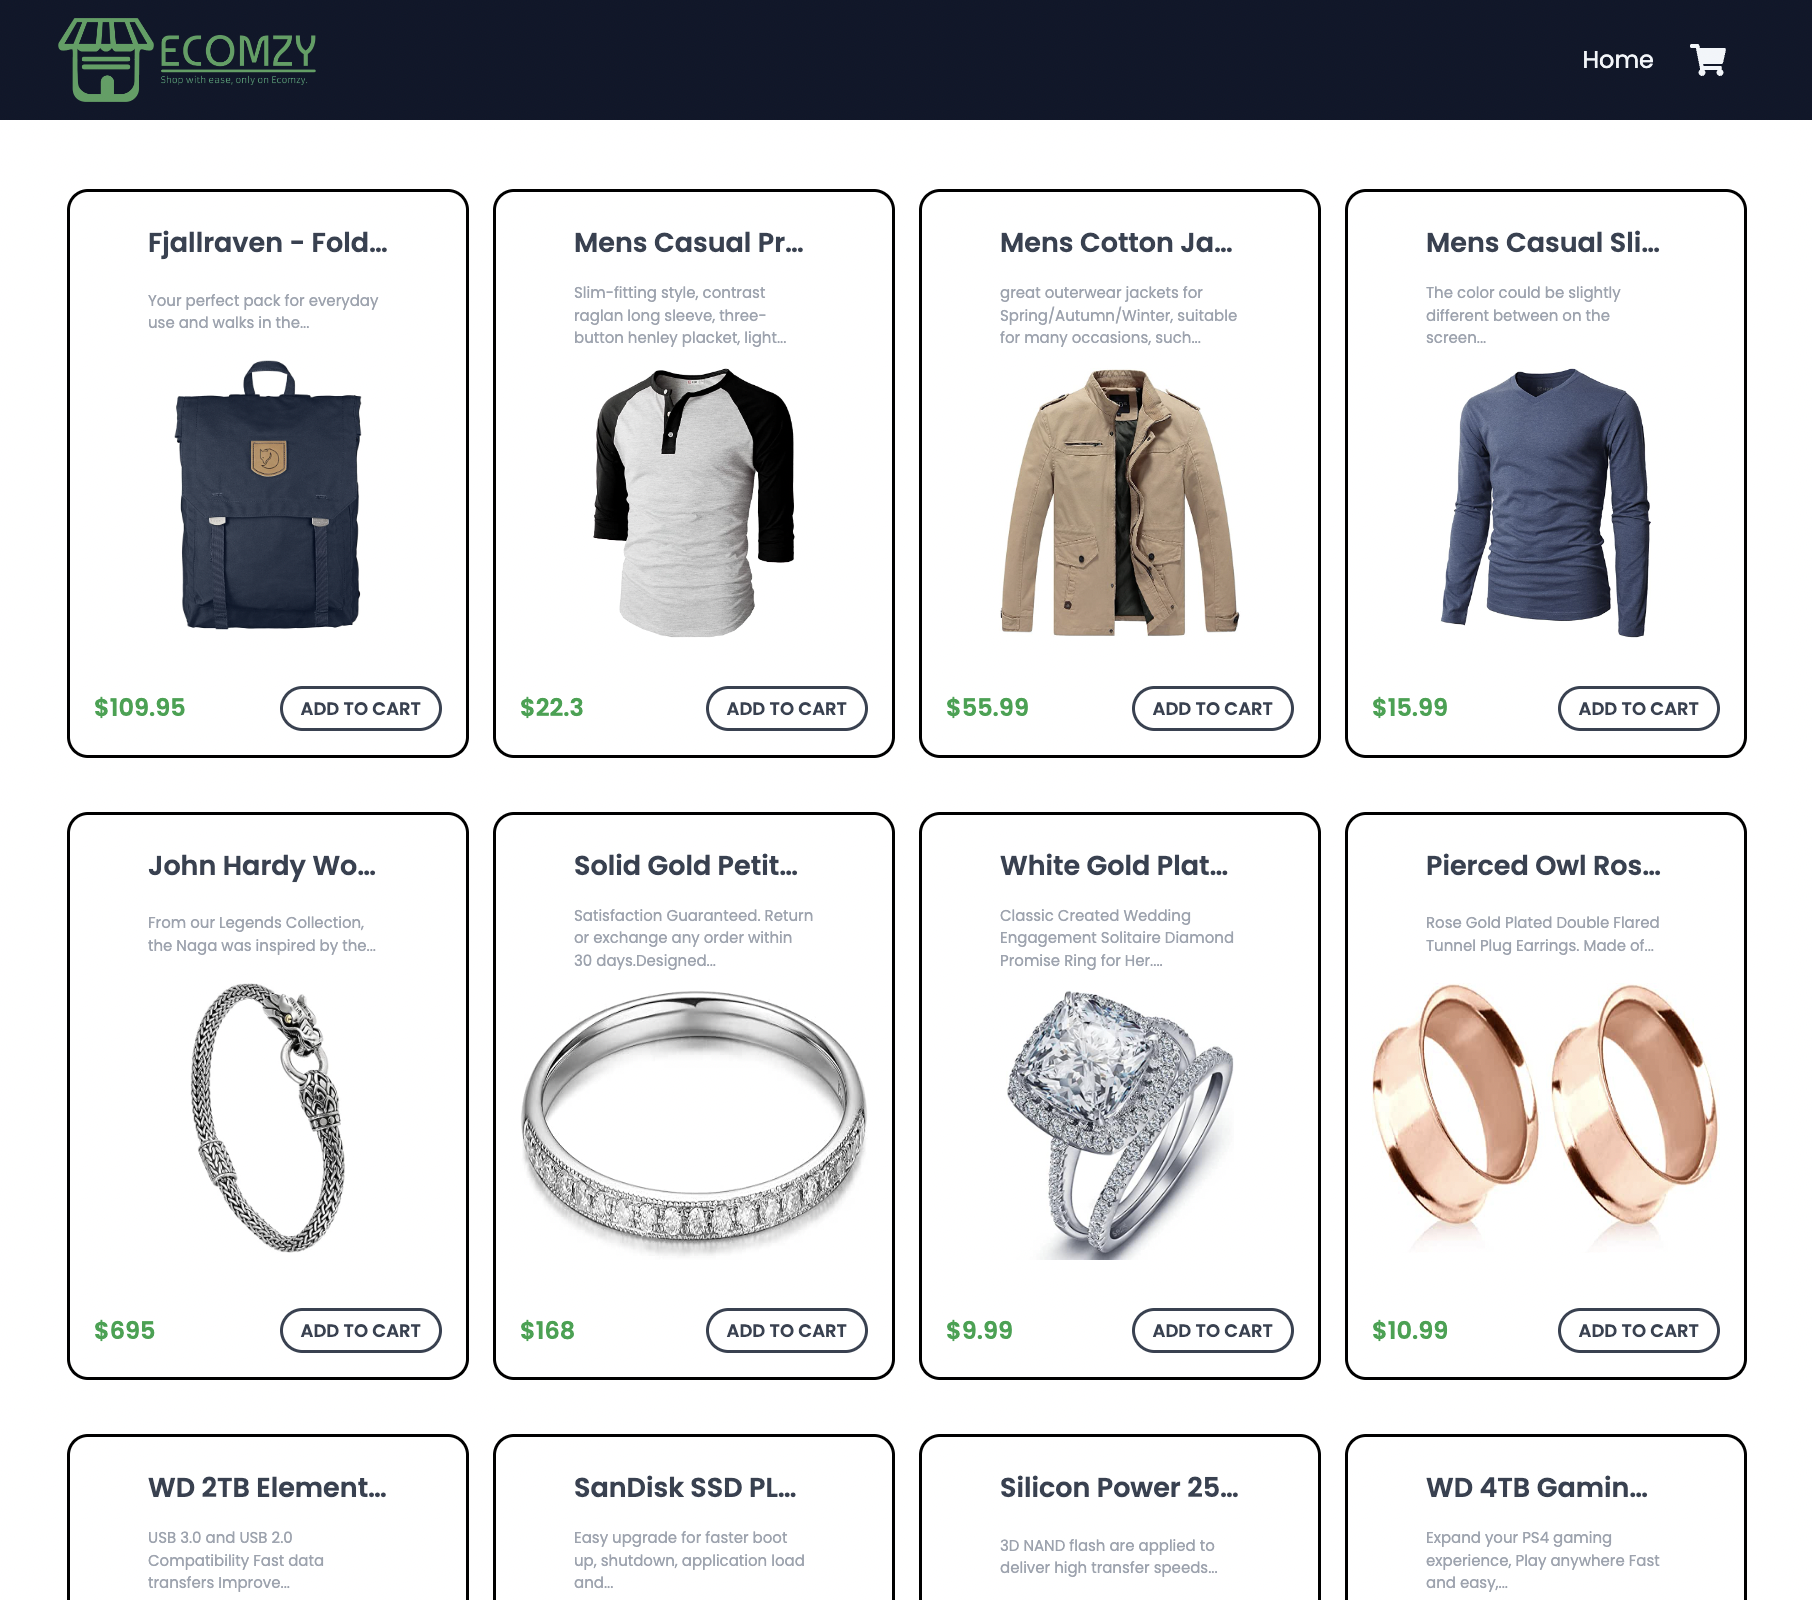 ECOMZY
Shop with ease, only on Ecomzy.
Home
Fjallraven - Fold...
Your perfect pack for everyday
use and walks in the...
$109.95
ADD TO CART
Mens Casual Pr...
Slim-fitting style, contrast
raglan long sleeve, three-
button henley placket, light...
$22.3
ADD TO CART
Mens Cotton Ja...
great outerwear jackets for
Spring/Autumn/Winter, suitable
for many occasions, such...
$55.99
ADD TO CART
Mens Casual Sli...
The color could be slightly
different between on the
screen...
$15.99
ADD TO CART
John Hardy Wo...
From our Legends Collection,
the Naga was inspired by the...
$695
ADD TO CART
Solid Gold Petit...
Satisfaction Guaranteed. Return
or exchange any order within
30 days.Designed...
$168
ADD TO CART
White Gold Plat...
Classic Created Wedding
Engagement Solitaire Diamond
Promise Ring for Her....
$9.99
ADD TO CART
Pierced Owl Ros...
Rose Gold Plated Double Flared
Tunnel Plug Earrings. Made of...
$10.99
ADD TO CART
WD 2TB Element...
USB 3.0 and USB 2.0
Compatibility Fast data
transfers Improve...
SanDisk SSD PL...
Easy upgrade for faster boot
up, shutdown, application load
and...
Silicon Power 25...
3D NAND flash are applied to
deliver high transfer speeds...
WD 4TB Gamin...
Expand your PS4 gaming
experience, Play anywhere Fast
and easy,...